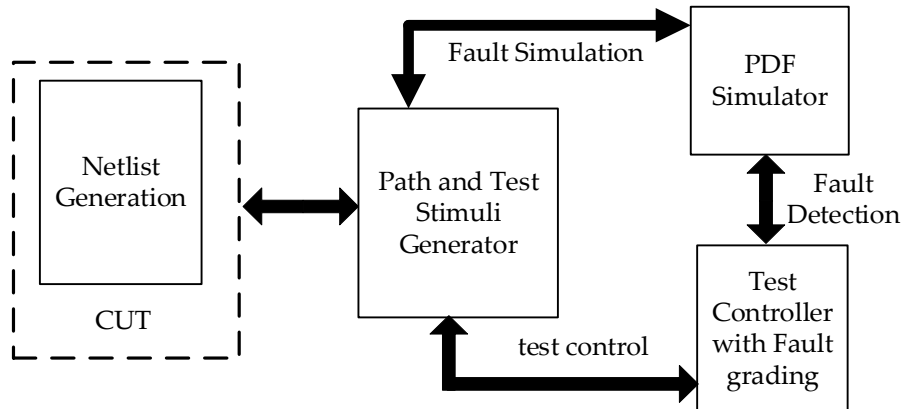 Netlist
Generation
CUT
Fault Simulation
Path and Test
Stimuli
Generator
PDF
Simulator
Fault
Detection
test control
Test
Controller
with Fault
grading